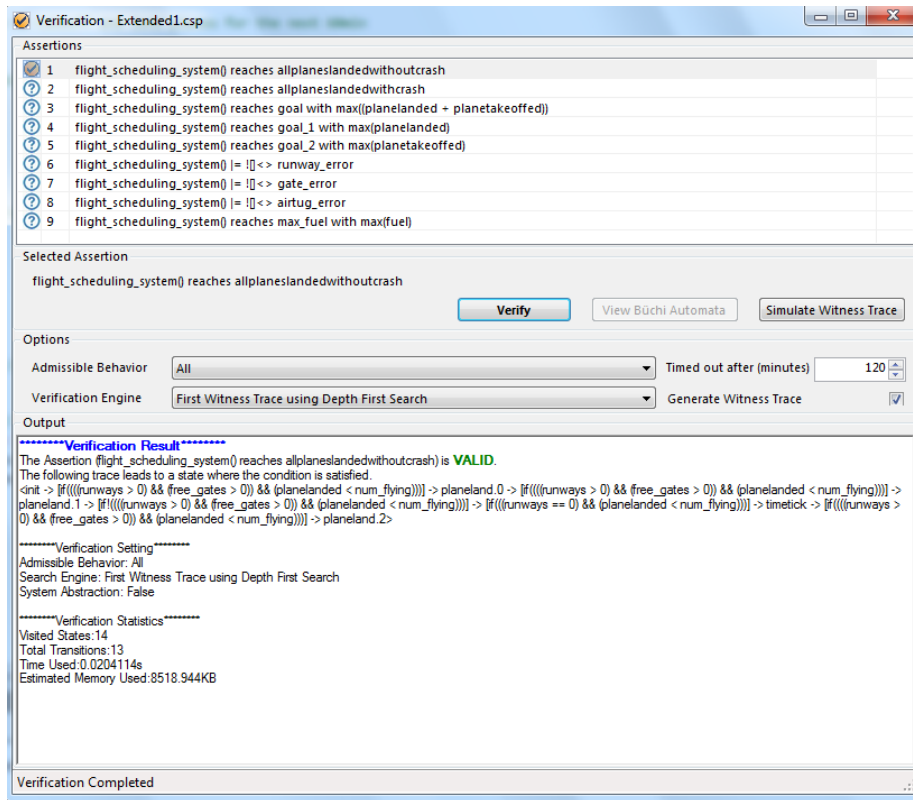 for the next Admin
Verification - Extended1.csp
Assertions
1 flight_scheduling_system() reaches allplaneslandedwithoutcrash
2 flight_scheduling_system() reaches allplaneslandedwithcrash
3 flight_scheduling_system() reaches goal with max((planelanded + planetakeoffed))
4 flight_scheduling_system() reaches goal_1 with max(planelanded)
5 flight_scheduling_system() reaches goal_2 with max(planetakeoffed)
6 flight_scheduling_system() |= ![]<> runway_error
7 flight_scheduling_system() |= ![]<> gate_error
8 flight_scheduling_system() |= ![]<> airtug_error
9 flight_scheduling_system() reaches max_fuel with max(fuel)
Selected Assertion
flight_scheduling_system() reaches allplaneslandedwithoutcrash
Verify View Büchi Automata Simulate Witness Trace
Options
Admissible Behavior All Timed out after (minutes) 120
Verification Engine First Witness Trace using Depth First Search Generate Witness Trace
Output
********Verification Result********
The Assertion (flight_scheduling_system() reaches allplaneslandedwithoutcrash) is VALID.
The following trace leads to a state where the condition is satisfied.
<init -> [if((((runways > 0) && (free_gates > 0)) && (planelanded < num_flying)))] -> planeland.0 -> [if((((runways > 0) && (free_gates > 0)) && (planelanded < num_flying)))] ->
planeland.1 -> [if!((((runways > 0) && (free_gates > 0)) && (planelanded < num_flying)))] -> [if(((runways == 0) && (planelanded < num_flying)))] -> timetick -> [if((((runways >
0) && (free_gates > 0)) && (planelanded < num_flying)))] -> planeland.2>
********Verification Setting********
Admissible Behavior: All
Search Engine: First Witness Trace using Depth First Search
System Abstraction: False
********Verification Statistics********
Visited States:14
Total Transitions:13
Time Used:0.0204114s
Estimated Memory Used:8518.944KB
Verification Completed